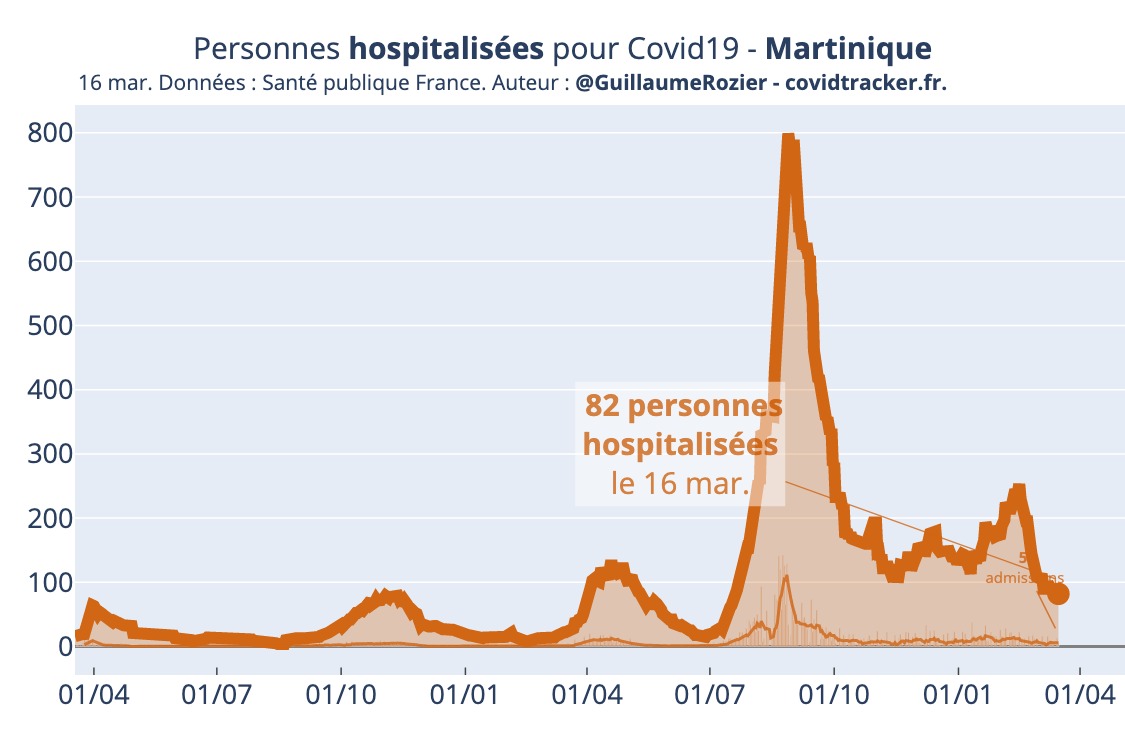 Personnes hospitalisées pour Covid19 - Martinique
16 mar. Données : Santé publique France. Auteur : @GuillaumeRozier - covidtracker.fr.
800
700
600
500
400
300
200
100
0
82 personnes
hospitalisées
le 16 mar.
5
admissions
01/04 01/07 01/10 01/01 01/04 01/07 01/10 01/01 01/04